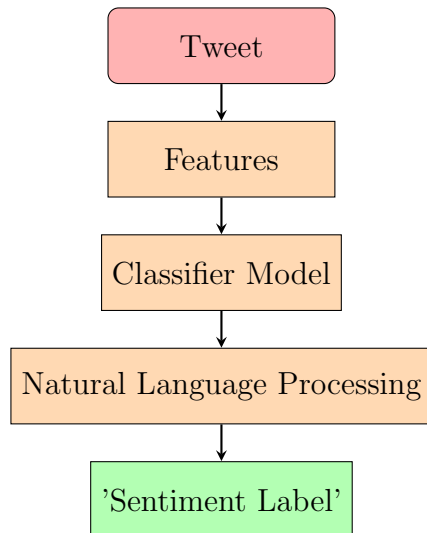 Tweet
Features
Classifier Model
Natural Language Processing
’Sentiment Label’